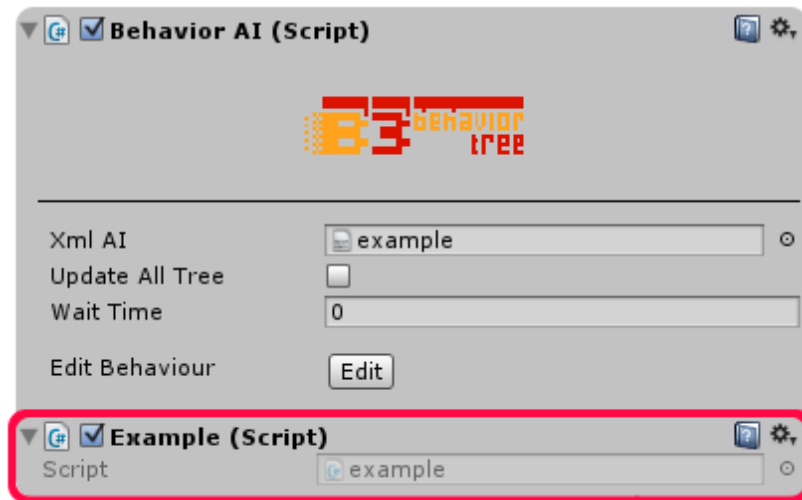 Behavior AI (Script)
B3 behavior
tree
Xml AI example
Update All Tree
Wait Time 0
Edit Behaviour Edit
Example (Script)
Script example